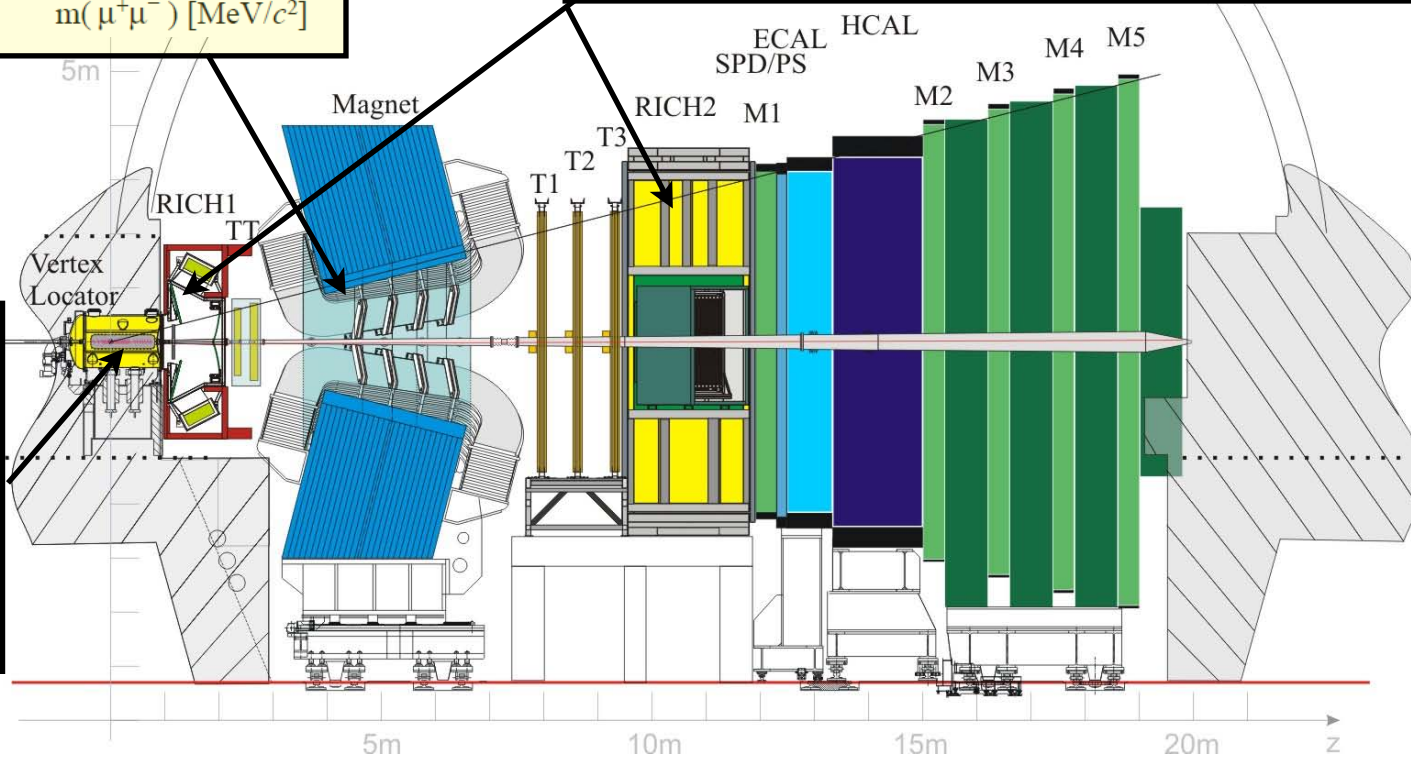 m(μ⁺μ⁻) [MeV/c²]
5m
Magnet
RICH1
TT
Vertex
Locator
T1
T2
T3
RICH2
M1
SPD/PS
ECAL
HCAL
M2
M3
M4
M5
5m
10m
15m
20m
z